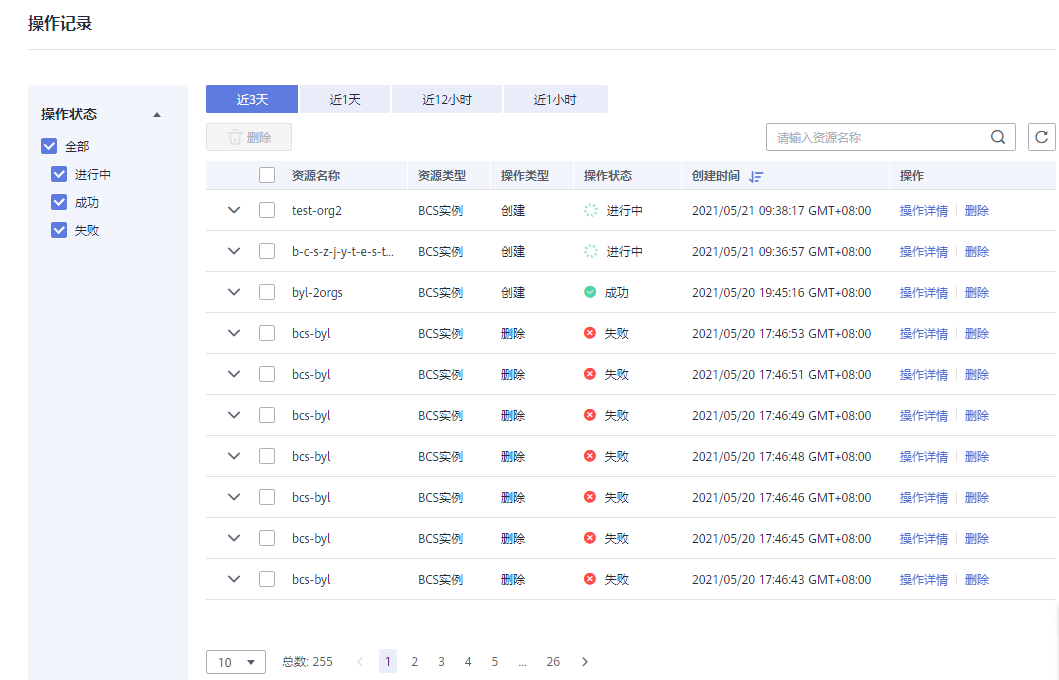 操作记录
操作状态
全部
进行中
成功
失败
近3天 近1天 近12小时 近1小时
删除 请输入资源名称
资源名称 资源类型 操作类型 操作状态 创建时间 操作
test-org2 BCS实例 创建 进行中 2021/05/21 09:38:17 GMT+08:00 操作详情 删除
b-c-s-z-j-y-t-e-s-t... BCS实例 创建 进行中 2021/05/21 09:36:57 GMT+08:00 操作详情 删除
byl-2orgs BCS实例 创建 成功 2021/05/20 19:45:16 GMT+08:00 操作详情 删除
bcs-byl BCS实例 删除 失败 2021/05/20 17:46:53 GMT+08:00 操作详情 删除
bcs-byl BCS实例 删除 失败 2021/05/20 17:46:51 GMT+08:00 操作详情 删除
bcs-byl BCS实例 删除 失败 2021/05/20 17:46:49 GMT+08:00 操作详情 删除
bcs-byl BCS实例 删除 失败 2021/05/20 17:46:48 GMT+08:00 操作详情 删除
bcs-byl BCS实例 删除 失败 2021/05/20 17:46:46 GMT+08:00 操作详情 删除
bcs-byl BCS实例 删除 失败 2021/05/20 17:46:45 GMT+08:00 操作详情 删除
bcs-byl BCS实例 删除 失败 2021/05/20 17:46:43 GMT+08:00 操作详情 删除
10 总数: 255 < 1 2 3 4 5 ... 26 >